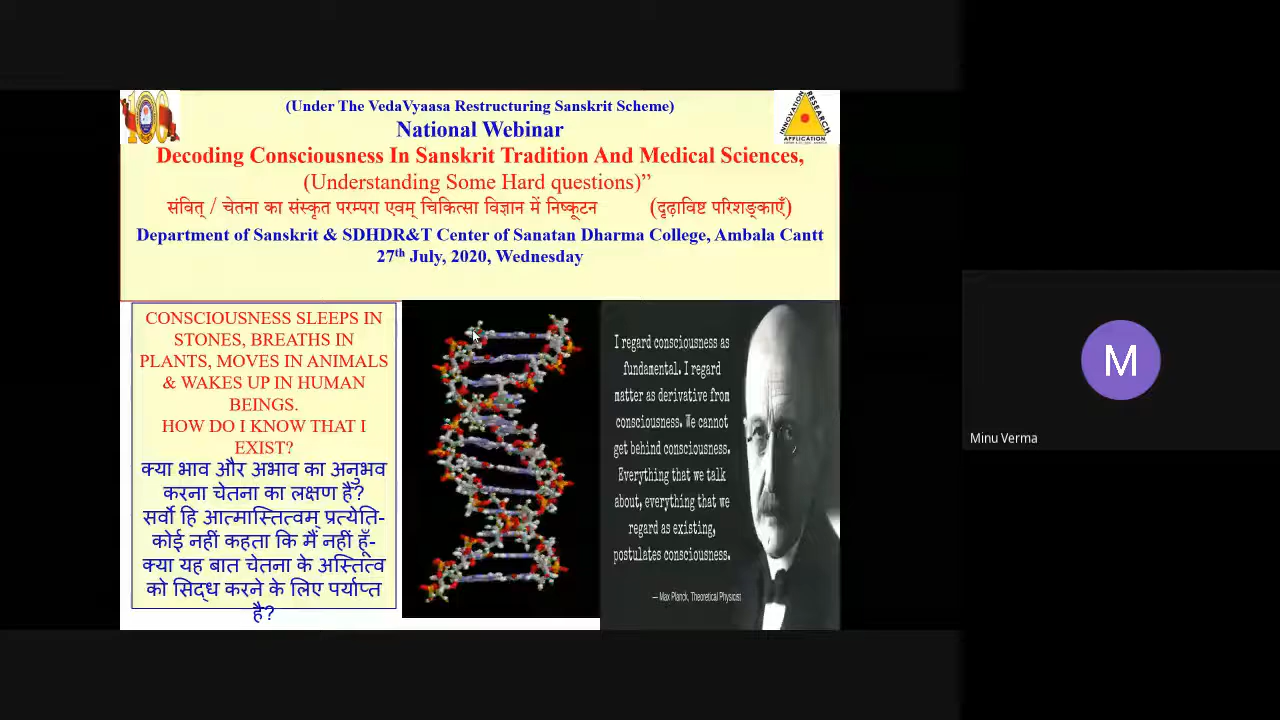 (Under The VedaVyaasa Restructuring Sanskrit Scheme)
National Webinar
Decoding Consciousness In Sanskrit Tradition And Medical Sciences,
(Understanding Some Hard questions)”
संवित् / चेतना का संस्कृत परम्परा एवम् चिकित्सा विज्ञान में निष्कूटन (दृढ़ाविष्ट परिशङ्काएँ)
Department of Sanskrit & SDHDR&T Center of Sanatan Dharma College, Ambala Cantt
27th July, 2020, Wednesday
100
INNOVATION
RESEARCH
APPLICATION
CONSCIOUSNESS SLEEPS IN
STONES, BREATHS IN
PLANTS, MOVES IN ANIMALS
& WAKES UP IN HUMAN
BEINGS.
HOW DO I KNOW THAT I
EXIST?
क्या भाव और अभाव का अनुभव
करना चेतना का लक्षण है?
सर्वो हि आत्मास्तित्वम् प्रत्येति-
कोई नहीं कहता कि मैं नहीं हूँ-
क्या यह बात चेतना के अस्तित्व
को सिद्ध करने के लिए पर्याप्त
है?
I regard consciousness as
fundamental. I regard
matter as derivative from
consciousness. We cannot
get behind consciousness.
Everything that we talk
about, everything that we
regard as existing,
postulates consciousness.
— Max Planck, Theoretical Physicist
M
Minu Verma